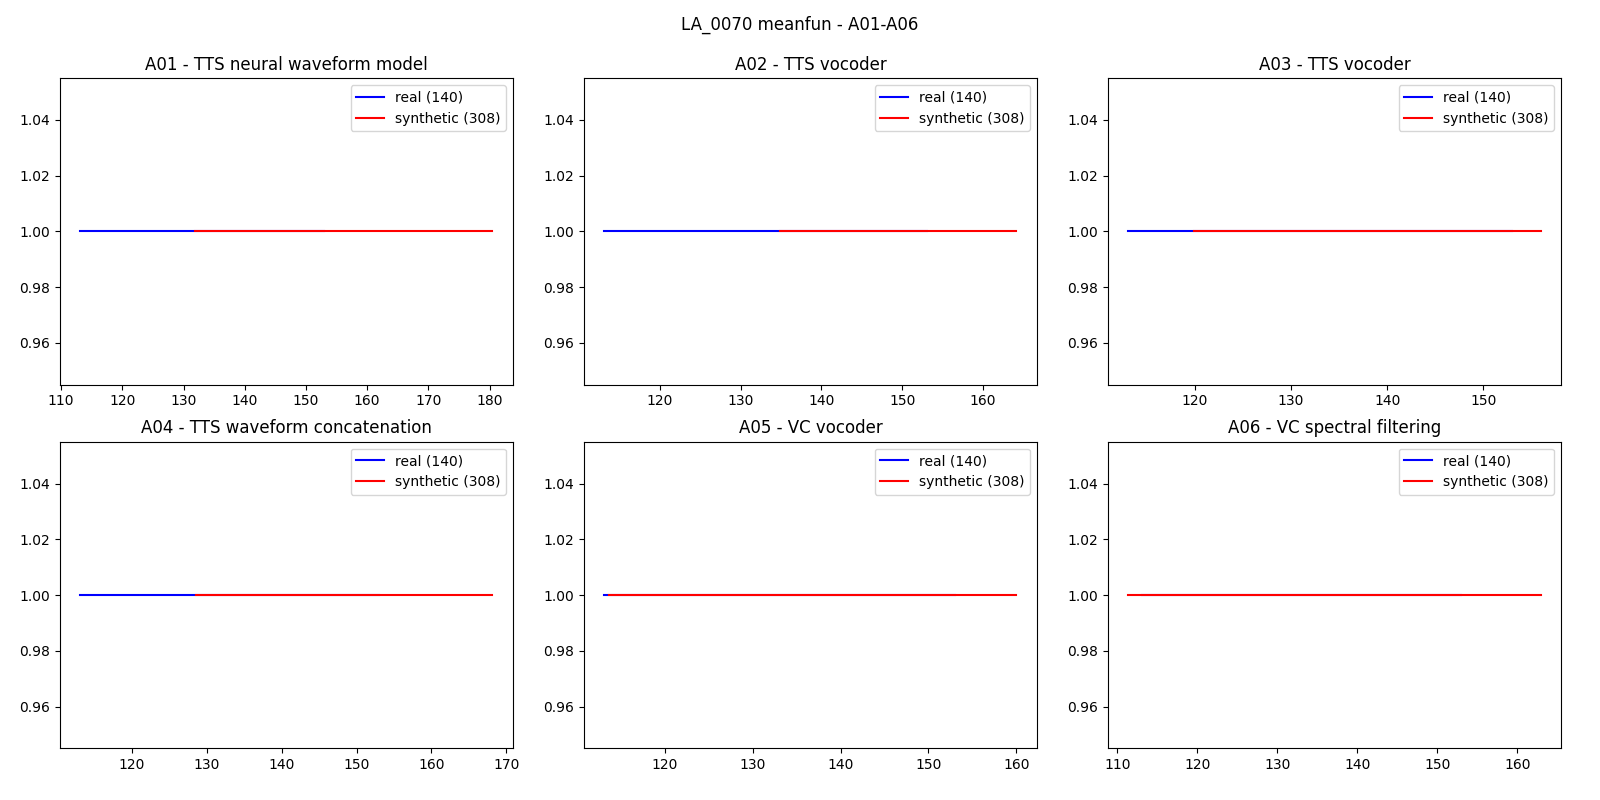 LA_0070 meanfun - A01-A06
A01 - TTS neural waveform model
real (140)
synthetic (308)
1.04
1.02
1.00
0.98
0.96
110 120 130 140 150 160 170 180
A02 - TTS vocoder
real (140)
synthetic (308)
1.04
1.02
1.00
0.98
0.96
120 130 140 150 160
A03 - TTS vocoder
real (140)
synthetic (308)
1.04
1.02
1.00
0.98
0.96
120 130 140 150
A04 - TTS waveform concatenation
real (140)
synthetic (308)
1.04
1.02
1.00
0.98
0.96
120 130 140 150 160 170
A05 - VC vocoder
real (140)
synthetic (308)
1.04
1.02
1.00
0.98
0.96
120 130 140 150 160
A06 - VC spectral filtering
real (140)
synthetic (308)
1.04
1.02
1.00
0.98
0.96
110 120 130 140 150 160